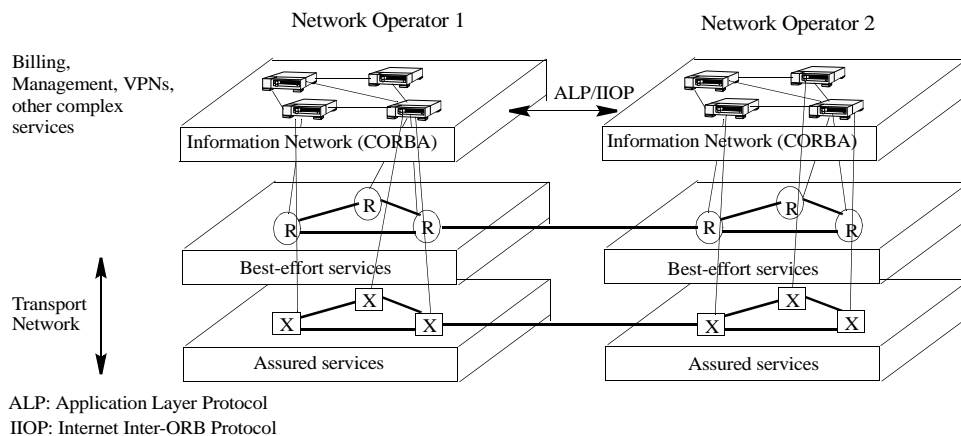 Network Operator 1
Network Operator 2
Billing,
Management, VPNs,
other complex
services
ALP/IIOP
Information Network (CORBA)
Information Network (CORBA)
R
R
R
R
R
R
Best-effort services
Best-effort services
Transport
Network
X
X
X
X
X
X
Assured services
Assured services
ALP: Application Layer Protocol
IIOP: Internet Inter-ORB Protocol